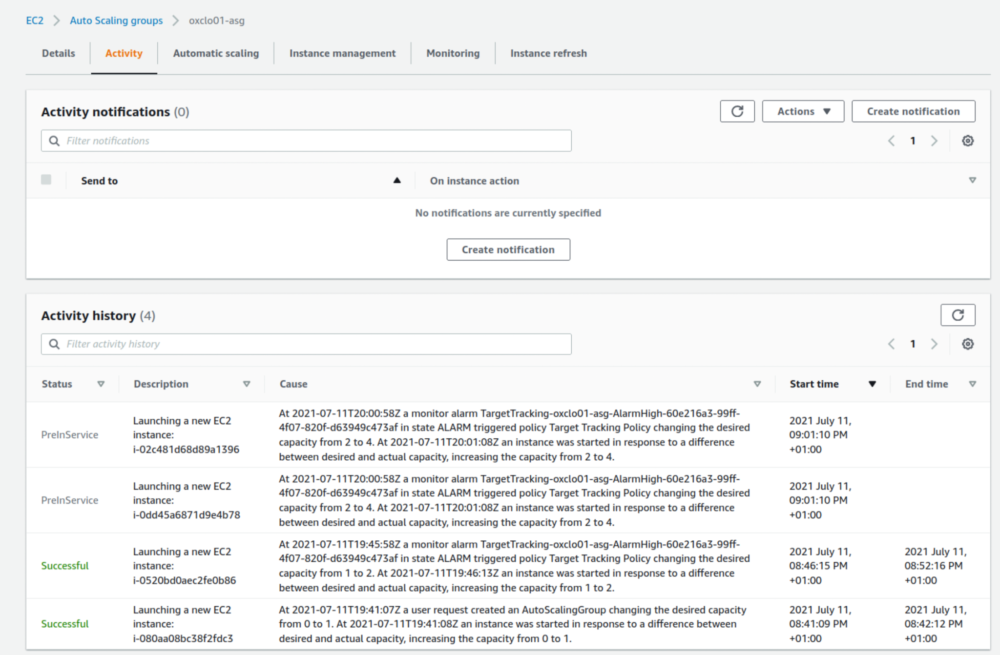 EC2 > Auto Scaling groups > oxclo01-asg
Details Activity Automatic scaling Instance management Monitoring Instance refresh
Activity notifications (0)
Actions Create notification
Filter notifications
1
Send to On instance action
No notifications are currently specified
Create notification
Activity history (4)
Filter activity history
1
Status Description Cause Start time End time
PreInService
Launching a new EC2
instance:
i-02c481d68d89a1396
At 2021-07-11T20:00:58Z a monitor alarm TargetTracking-oxclo01-asg-AlarmHigh-60e216a3-99ff-
4f07-820f-d63949c473af in state ALARM triggered policy Target Tracking Policy changing the desired
capacity from 2 to 4. At 2021-07-11T20:01:08Z an instance was started in response to a difference
between desired and actual capacity, increasing the capacity from 2 to 4.
2021 July 11,
09:01:10 PM
+01:00
PreInService
Launching a new EC2
instance:
i-0dd45a6871d9e4b78
At 2021-07-11T20:00:58Z a monitor alarm TargetTracking-oxclo01-asg-AlarmHigh-60e216a3-99ff-
4f07-820f-d63949c473af in state ALARM triggered policy Target Tracking Policy changing the desired
capacity from 2 to 4. At 2021-07-11T20:01:08Z an instance was started in response to a difference
between desired and actual capacity, increasing the capacity from 2 to 4.
2021 July 11,
09:01:10 PM
+01:00
Successful
Launching a new EC2
instance:
i-0520bd0aec2fe0b86
At 2021-07-11T19:45:58Z a monitor alarm TargetTracking-oxclo01-asg-AlarmHigh-60e216a3-99ff-
4f07-820f-d63949c473af in state ALARM triggered policy Target Tracking Policy changing the desired
capacity from 1 to 2. At 2021-07-11T19:46:13Z an instance was started in response to a difference
between desired and actual capacity, increasing the capacity from 1 to 2.
2021 July 11,
08:46:15 PM
+01:00
2021 July 11,
08:52:16 PM
+01:00
Successful
Launching a new EC2
instance:
i-080aa08bc38f2fdc3
At 2021-07-11T19:41:07Z a user request created an AutoScalingGroup changing the desired capacity
from 0 to 1. At 2021-07-11T19:41:08Z an instance was started in response to a difference between
desired and actual capacity, increasing the capacity from 0 to 1.
2021 July 11,
08:41:09 PM
+01:00
2021 July 11,
08:42:12 PM
+01:00